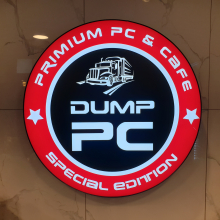 PRIMIUM PC & CAFE
DUMP
PC
SPECIAL EDITION